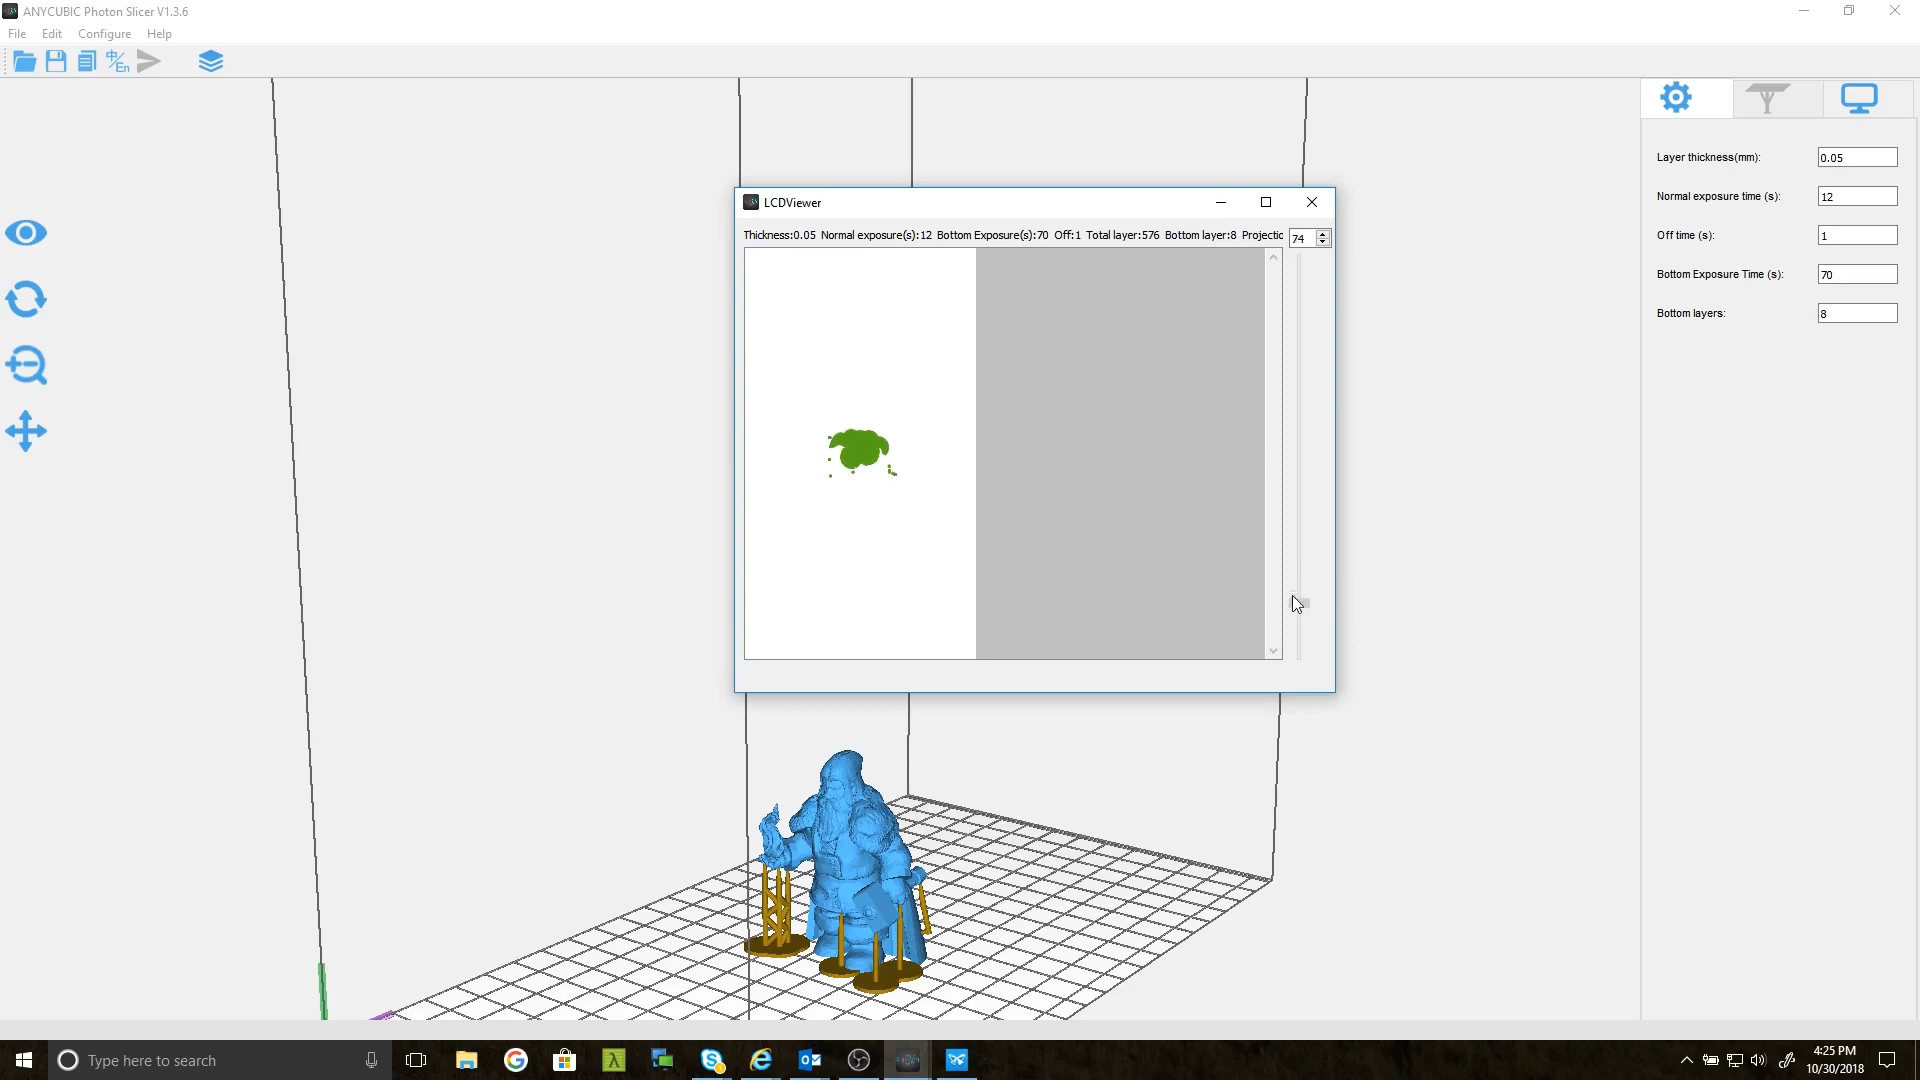 ANYCUBIC Photon Slicer V1.3.6
File Edit Configure Help
中/En
LCDViewer
Thickness:0.05 Normal exposure(s):12 Bottom Exposure(s):70 Off:1 Total layer:576 Bottom layer:8 Projectic
74
Layer thickness(mm): 0.05
Normal exposure time (s): 12
Off time (s): 1
Bottom Exposure Time (s): 70
Bottom layers: 8
Type here to search
4:25 PM
10/30/2018